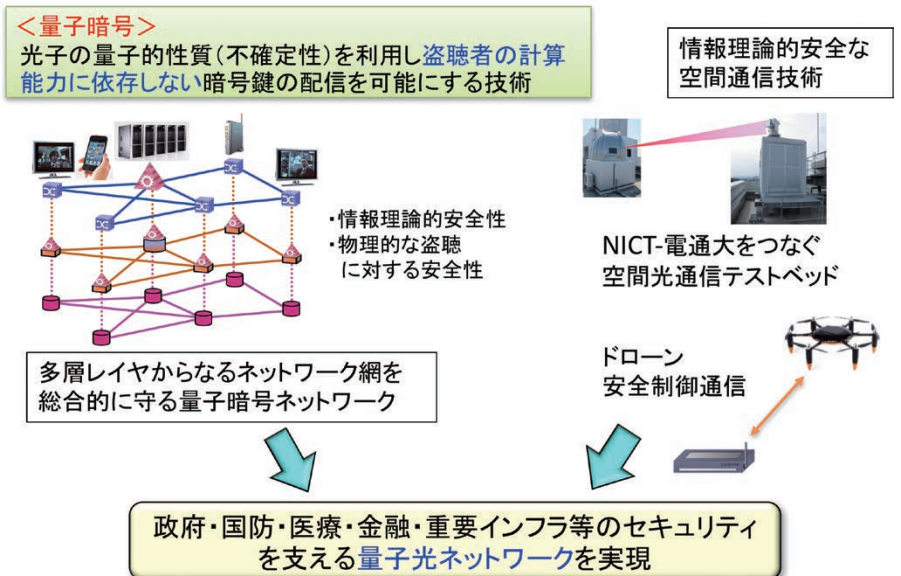 <量子暗号>
光子の量子的性質(不確定性)を利用し盗聴者の計算
能力に依存しない暗号鍵の配信を可能にする技術
情報理論的安全な
空間通信技術
・情報理論的安全性
・物理的な盗聴
に対する安全性
NICT-電通大をつなぐ
空間光通信テストベッド
多層レイヤからなるネットワーク網を
総合的に守る量子暗号ネットワーク
ドローン
安全制御通信
政府・国防・医療・金融・重要インフラ等のセキュリティ
を支える量子光ネットワークを実現